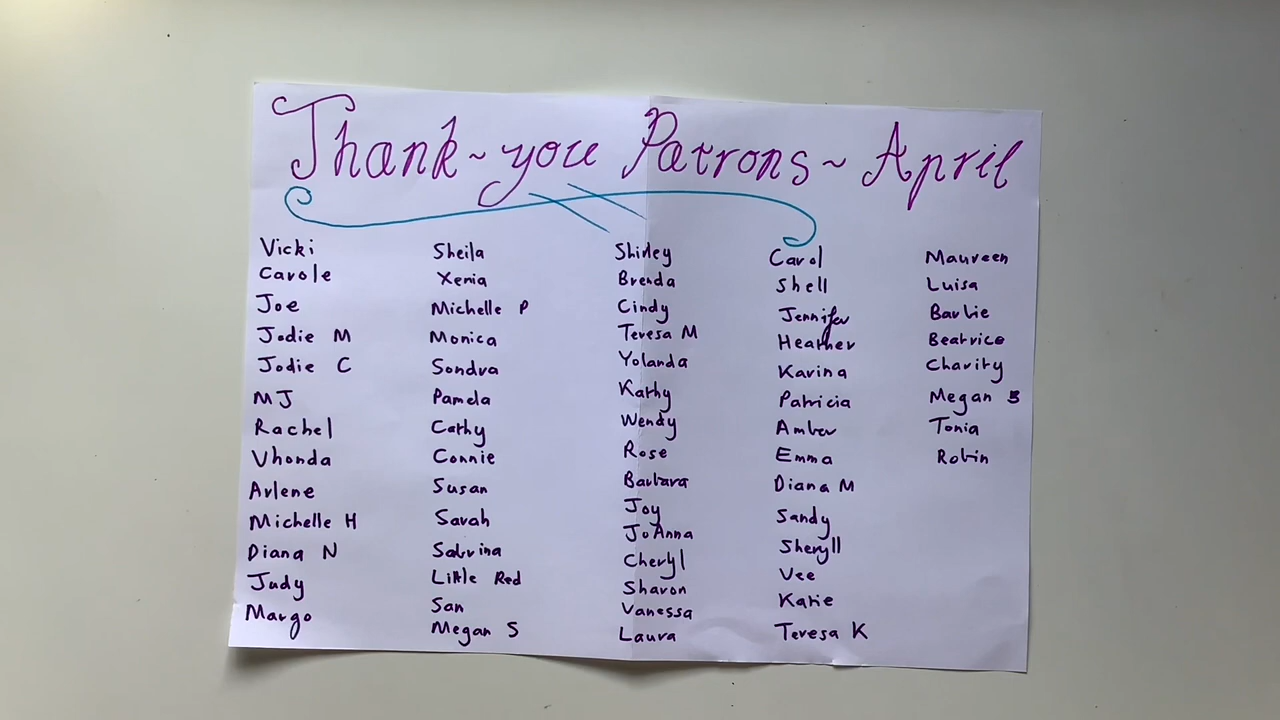 Thank~you Patrons~April
Vicki
Carole
Joe
Jodie M
Jodie C
MJ
Rachel
Vhonda
Arlene
Michelle H
Diana N
Judy
Margo
Sheila
Xenia
Michelle P
Monica
Sondra
Pamela
Cathy
Connie
Susan
Sarah
Sabrina
Little Red
San
Megan S
Shirley
Brenda
Cindy
Teresa M
Yolanda
Kathy
Wendy
Rose
Barbara
Joy
JoAnna
Cheryl
Sharon
Vanessa
Laura
Carol
Shell
Jennifer
Heather
Karina
Patricia
Amber
Emma
Diana M
Sandy
Sheryll
Vee
Katie
Teresa K
Maureen
Luisa
Barbie
Beatrice
Charity
Megan B
Tonia
Robin